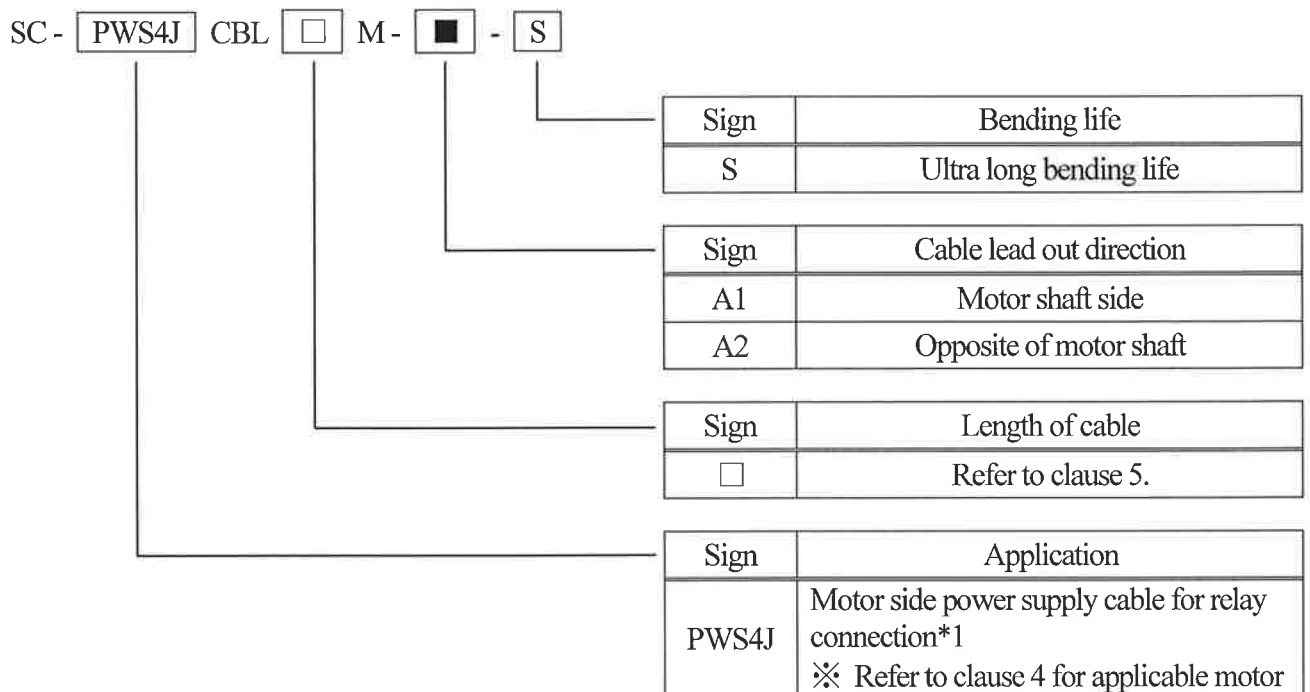 SC - PWS4J CBL □ M - ■ - S
Sign Bending life
S Ultra long bending life
Sign Cable lead out direction
A1 Motor shaft side
A2 Opposite of motor shaft
Sign Length of cable
□ Refer to clause 5.
Sign Application
PWS4J Motor side power supply cable for relay
connection*1
※ Refer to clause 4 for applicable motor